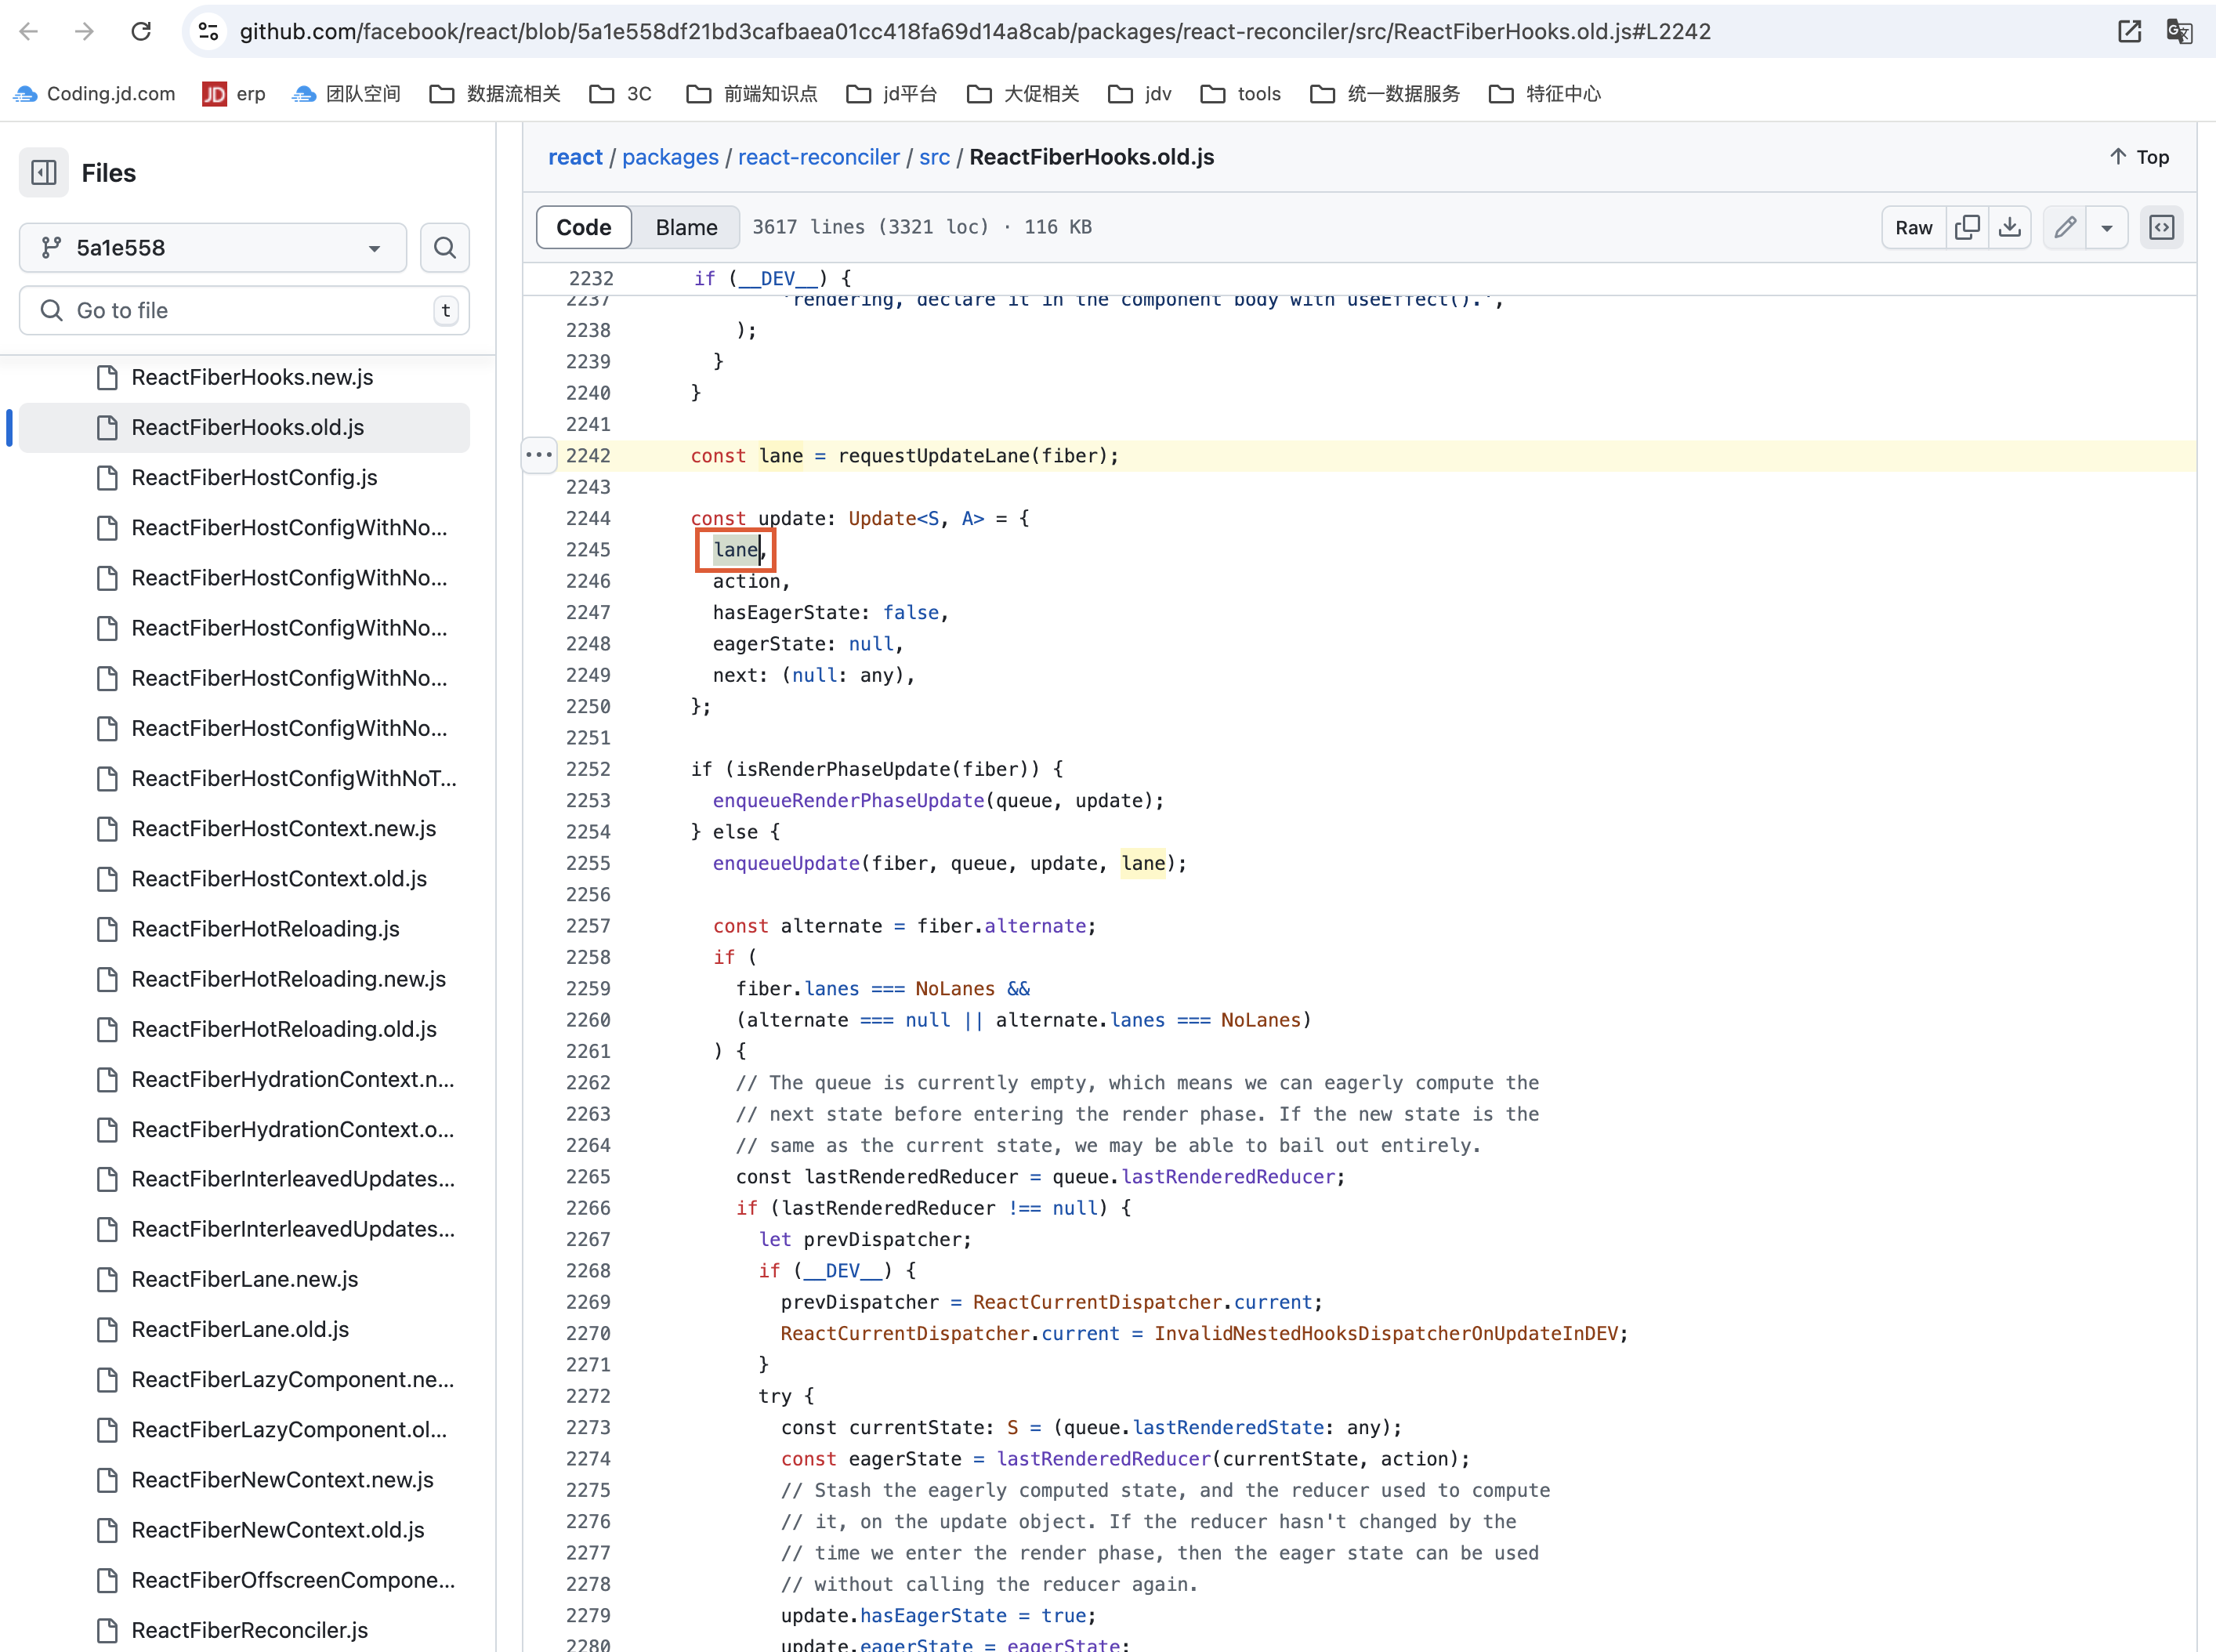 github.com/facebook/react/blob/5a1e558df21bd3cafbaea01cc418fa69d14a8cab/packages/react-reconciler/src/ReactFiberHooks.old.js#L2242
Coding.jd.com JD erp 团队空间 数据流相关 3C 前端知识点 jd平台 大促相关 jdv tools 统一数据服务 特征中心
Files
5a1e558
Go to file t
ReactFiberHooks.new.js
ReactFiberHooks.old.js
ReactFiberHostConfig.js
ReactFiberHostConfigWithNo...
ReactFiberHostConfigWithNo...
ReactFiberHostConfigWithNo...
ReactFiberHostConfigWithNo...
ReactFiberHostConfigWithNo...
ReactFiberHostConfigWithNoT...
ReactFiberHostContext.new.js
ReactFiberHostContext.old.js
ReactFiberHotReloading.js
ReactFiberHotReloading.new.js
ReactFiberHotReloading.old.js
ReactFiberHydrationContext.n...
ReactFiberHydrationContext.o...
ReactFiberInterleavedUpdates...
ReactFiberInterleavedUpdates...
ReactFiberLane.new.js
ReactFiberLane.old.js
ReactFiberLazyComponent.ne...
ReactFiberLazyComponent.ol...
ReactFiberNewContext.new.js
ReactFiberNewContext.old.js
ReactFiberOffscreenCompone...
ReactFiberReconciler.js
react / packages / react-reconciler / src / ReactFiberHooks.old.js
Top
Code Blame 3617 lines (3321 loc) · 116 KB
Raw
2232 if (__DEV__) {
2237 'rendering, declare it in the component body with useEffect().',
2238 );
2239 }
2240 }
2241
2242 const lane = requestUpdateLane(fiber);
2243
2244 const update: Update<S, A> = {
2245 lane,
2246 action,
2247 hasEagerState: false,
2248 eagerState: null,
2249 next: (null: any),
2250 };
2251
2252 if (isRenderPhaseUpdate(fiber)) {
2253 enqueueRenderPhaseUpdate(queue, update);
2254 } else {
2255 enqueueUpdate(fiber, queue, update, lane);
2256
2257 const alternate = fiber.alternate;
2258 if (
2259 fiber.lanes === NoLanes &&
2260 (alternate === null || alternate.lanes === NoLanes)
2261 ) {
2262 // The queue is currently empty, which means we can eagerly compute the
2263 // next state before entering the render phase. If the new state is the
2264 // same as the current state, we may be able to bail out entirely.
2265 const lastRenderedReducer = queue.lastRenderedReducer;
2266 if (lastRenderedReducer !== null) {
2267 let prevDispatcher;
2268 if (__DEV__) {
2269 prevDispatcher = ReactCurrentDispatcher.current;
2270 ReactCurrentDispatcher.current = InvalidNestedHooksDispatcherOnUpdateInDEV;
2271 }
2272 try {
2273 const currentState: S = (queue.lastRenderedState: any);
2274 const eagerState = lastRenderedReducer(currentState, action);
2275 // Stash the eagerly computed state, and the reducer used to compute
2276 // it, on the update object. If the reducer hasn't changed by the
2277 // time we enter the render phase, then the eager state can be used
2278 // without calling the reducer again.
2279 update.hasEagerState = true;
2280 update.eagerState = eagerState;